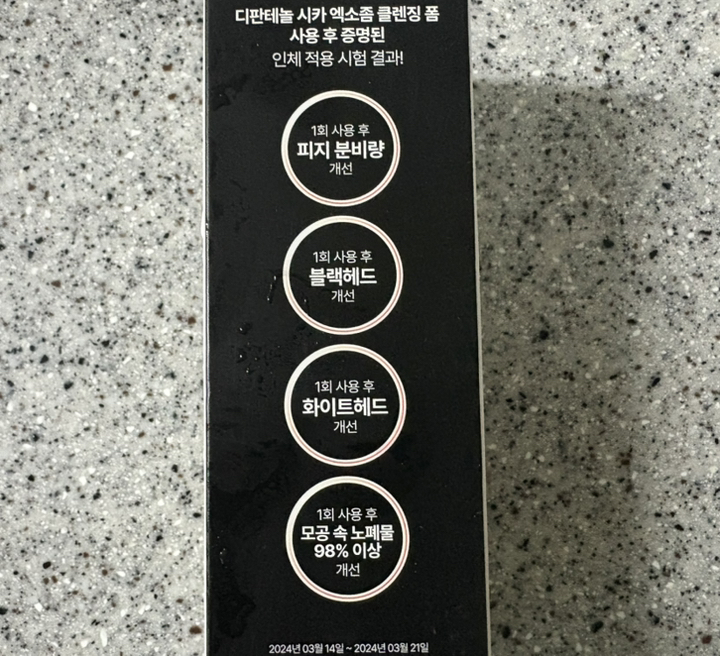 디판테놀 시카 엑소좀 클렌징 폼
사용 후 증명된
인체 적용 시험 결과!
1회 사용 후
피지 분비량
개선
1회 사용 후
블랙헤드
개선
1회 사용 후
화이트헤드
개선
1회 사용 후
모공 속 노폐물
98% 이상
개선
2024년 03월 14일 ~ 2024년 03월 21일